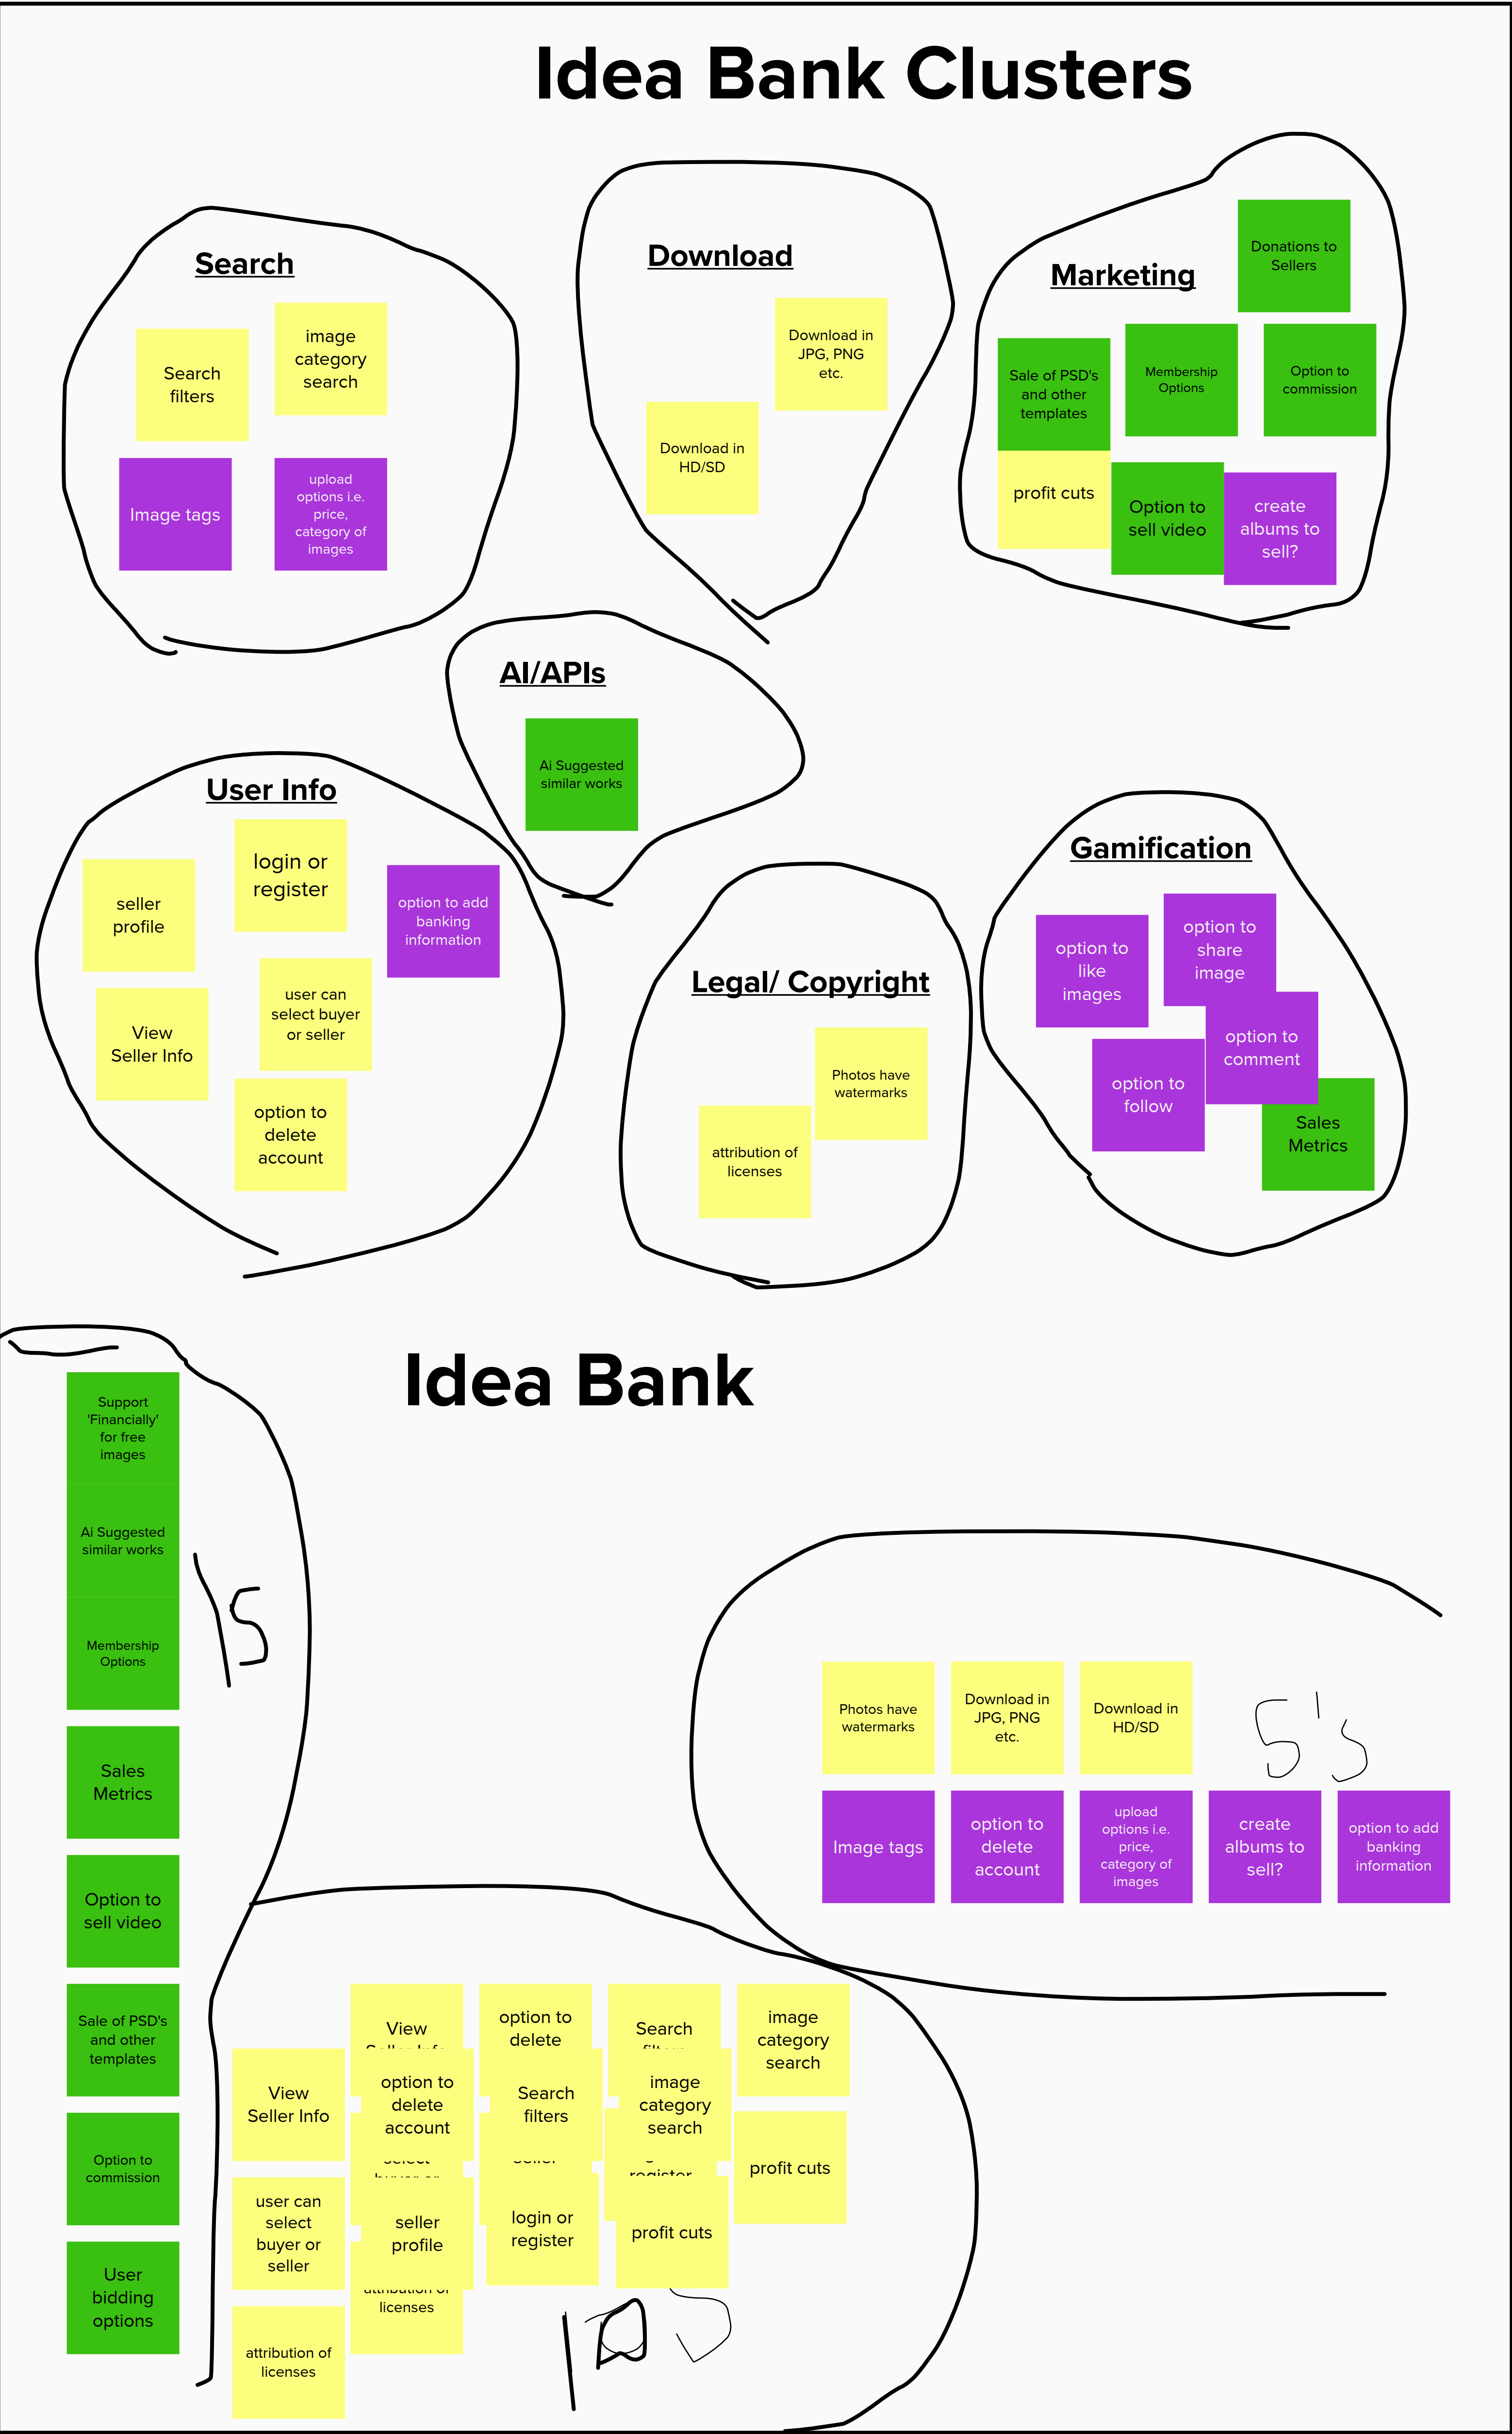 Idea Bank Clusters
Search
Search
filters
image
category
search
Image tags
upload
options i.e.
price,
category of
images
Download
Download in
JPG, PNG
etc.
Download in
HD/SD
Marketing
Donations to
Sellers
Sale of PSD's
and other
templates
Membership
Options
Option to
commission
profit cuts
Option to
sell video
create
albums to
sell?
AI/APIs
Ai Suggested
similar works
User Info
login or
register
seller
profile
option to add
banking
information
View
Seller Info
user can
select buyer
or seller
option to
delete
account
Legal/ Copyright
Photos have
watermarks
attribution of
licenses
Gamification
option to
like
images
option to
share
image
option to
comment
option to
follow
Sales
Metrics
Idea Bank
Support
'Financially'
for free
images
Ai Suggested
similar works
Membership
Options
Sales
Metrics
Option to
sell video
Sale of PSD's
and other
templates
Option to
commission
User
bidding
options
15
Photos have
watermarks
Download in
JPG, PNG
etc.
Download in
HD/SD
5's
Image tags
option to
delete
account
upload
options i.e.
price,
category of
images
create
albums to
sell?
option to add
banking
information
View
option to
delete
Search
image
category
search
View
Seller Info
option to
delete
account
Search
filters
image
category
search
profit cuts
register
user can
select
buyer or
seller
seller
profile
login or
register
profit cuts
licenses
attribution of
licenses